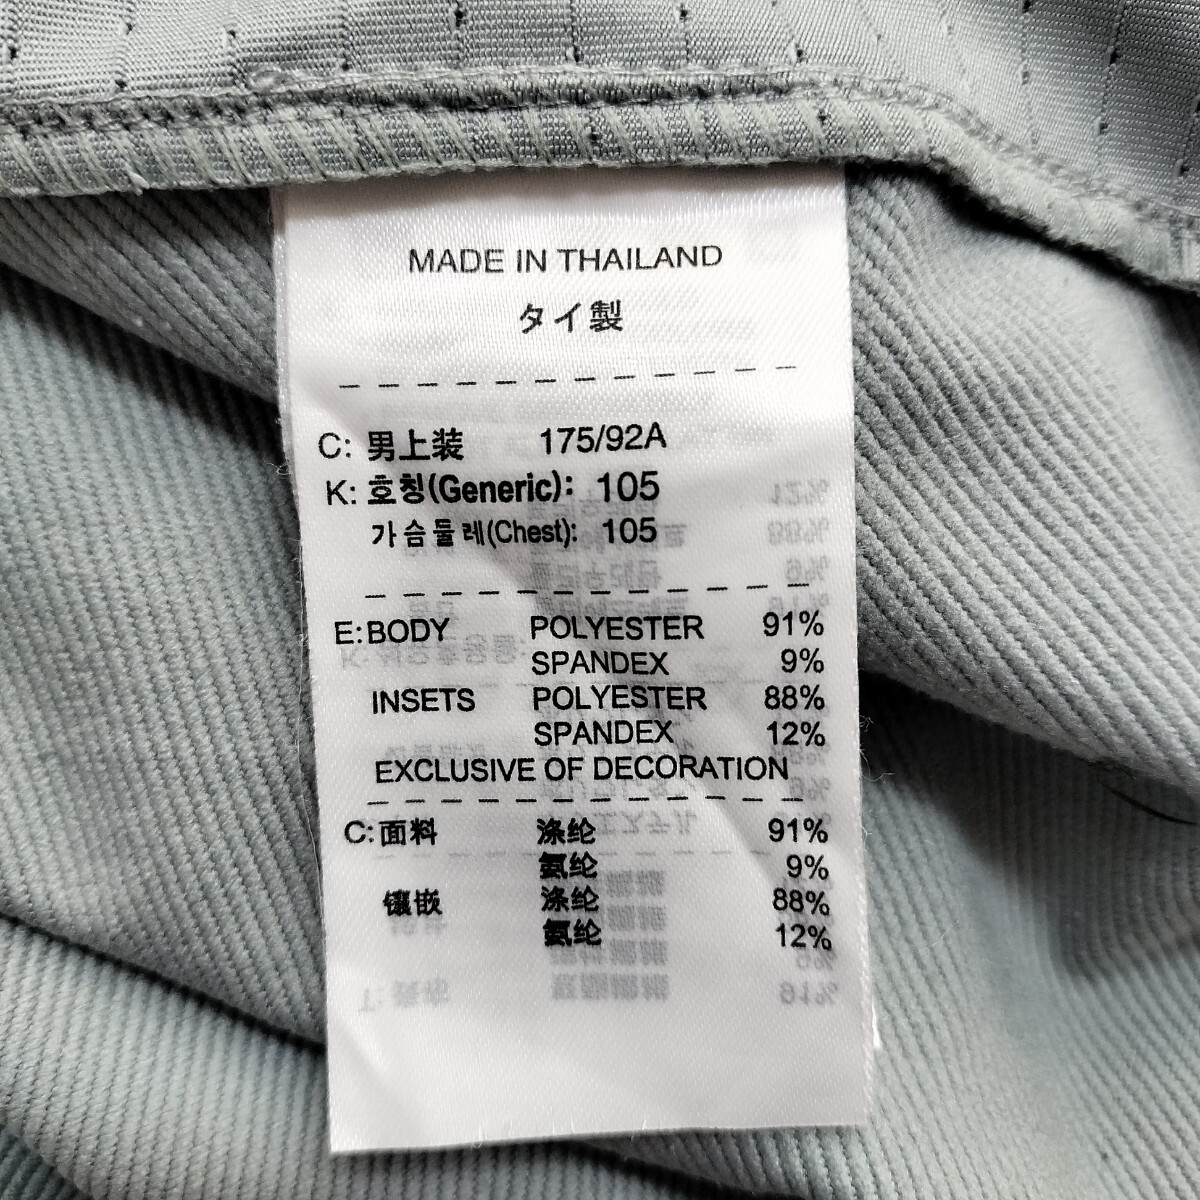 MADE IN THAILAND
タイ製
C: 男上装 175/92A
K: 호칭(Generic): 105
가슴둘레(Chest): 105
E:BODY POLYESTER 91%
SPANDEX 9%
INSETS POLYESTER 88%
SPANDEX 12%
EXCLUSIVE OF DECORATION
C:面料 涤纶 91%
氨纶 9%
镶嵌 涤纶 88%
氨纶 12%